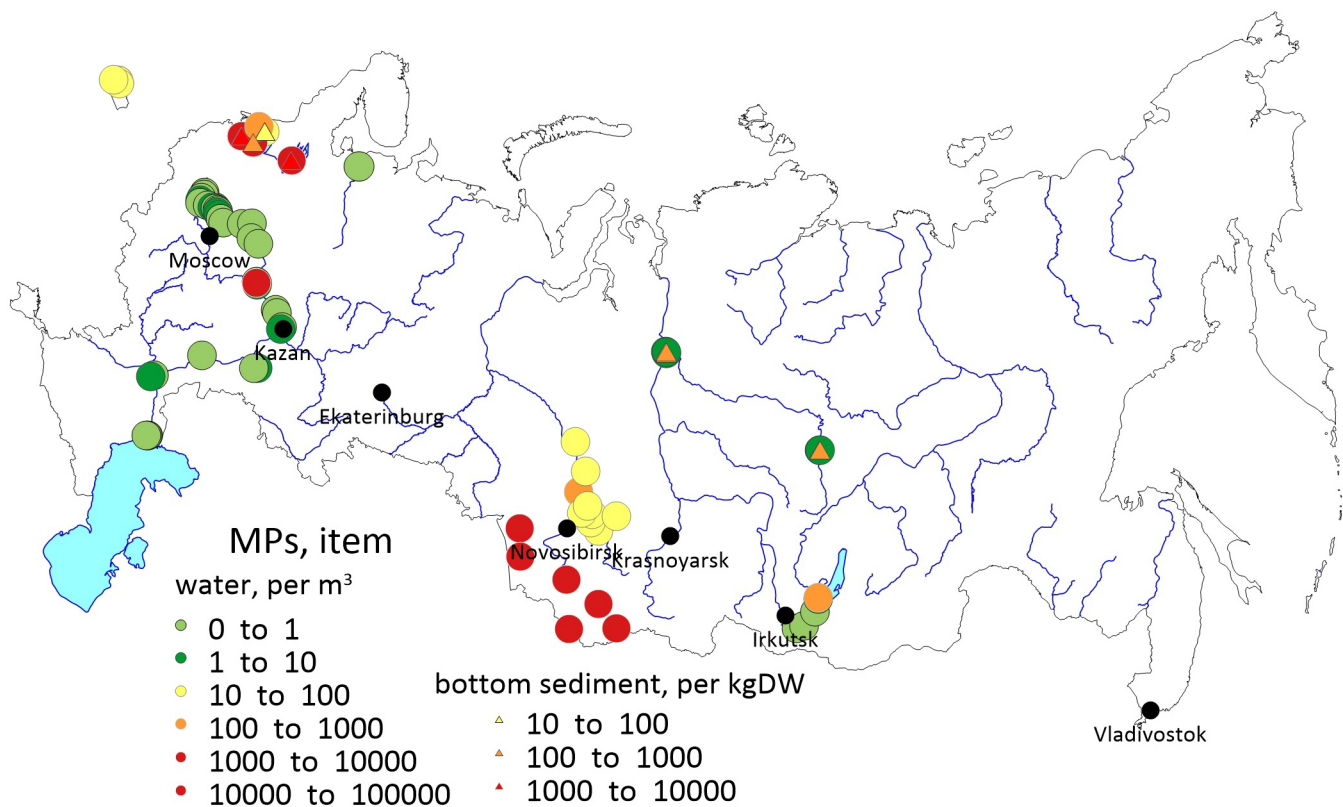 Moscow
Kazan
Ekaterinburg
Novosibirsk
Krasnoyarsk
Irkutsk
Vladivostok
MPs, item
water, per m³
0 to 1
1 to 10
10 to 100
100 to 1000
1000 to 10000
10000 to 100000
bottom sediment, per kgDW
10 to 100
100 to 1000
1000 to 10000